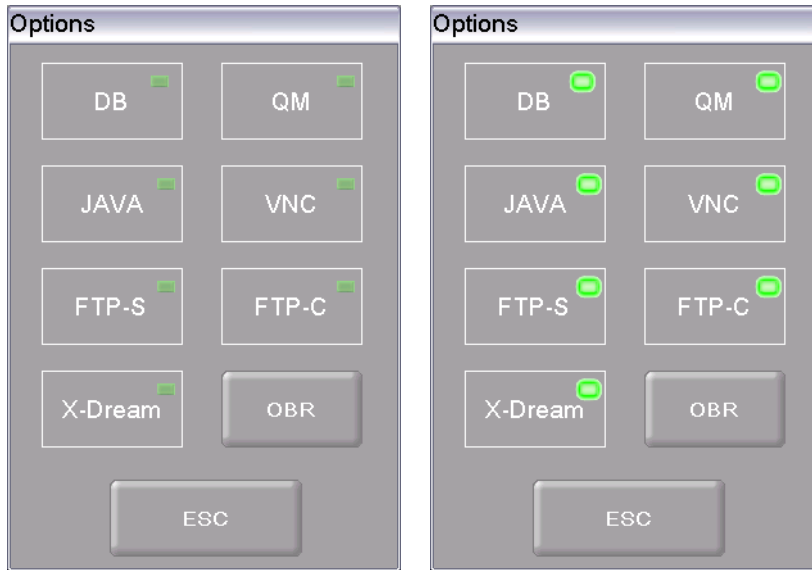 Options
DB QM
JAVA VNC
FTP-S FTP-C
X-Dream OBR
ESC
Options
DB QM
JAVA VNC
FTP-S FTP-C
X-Dream OBR
ESC